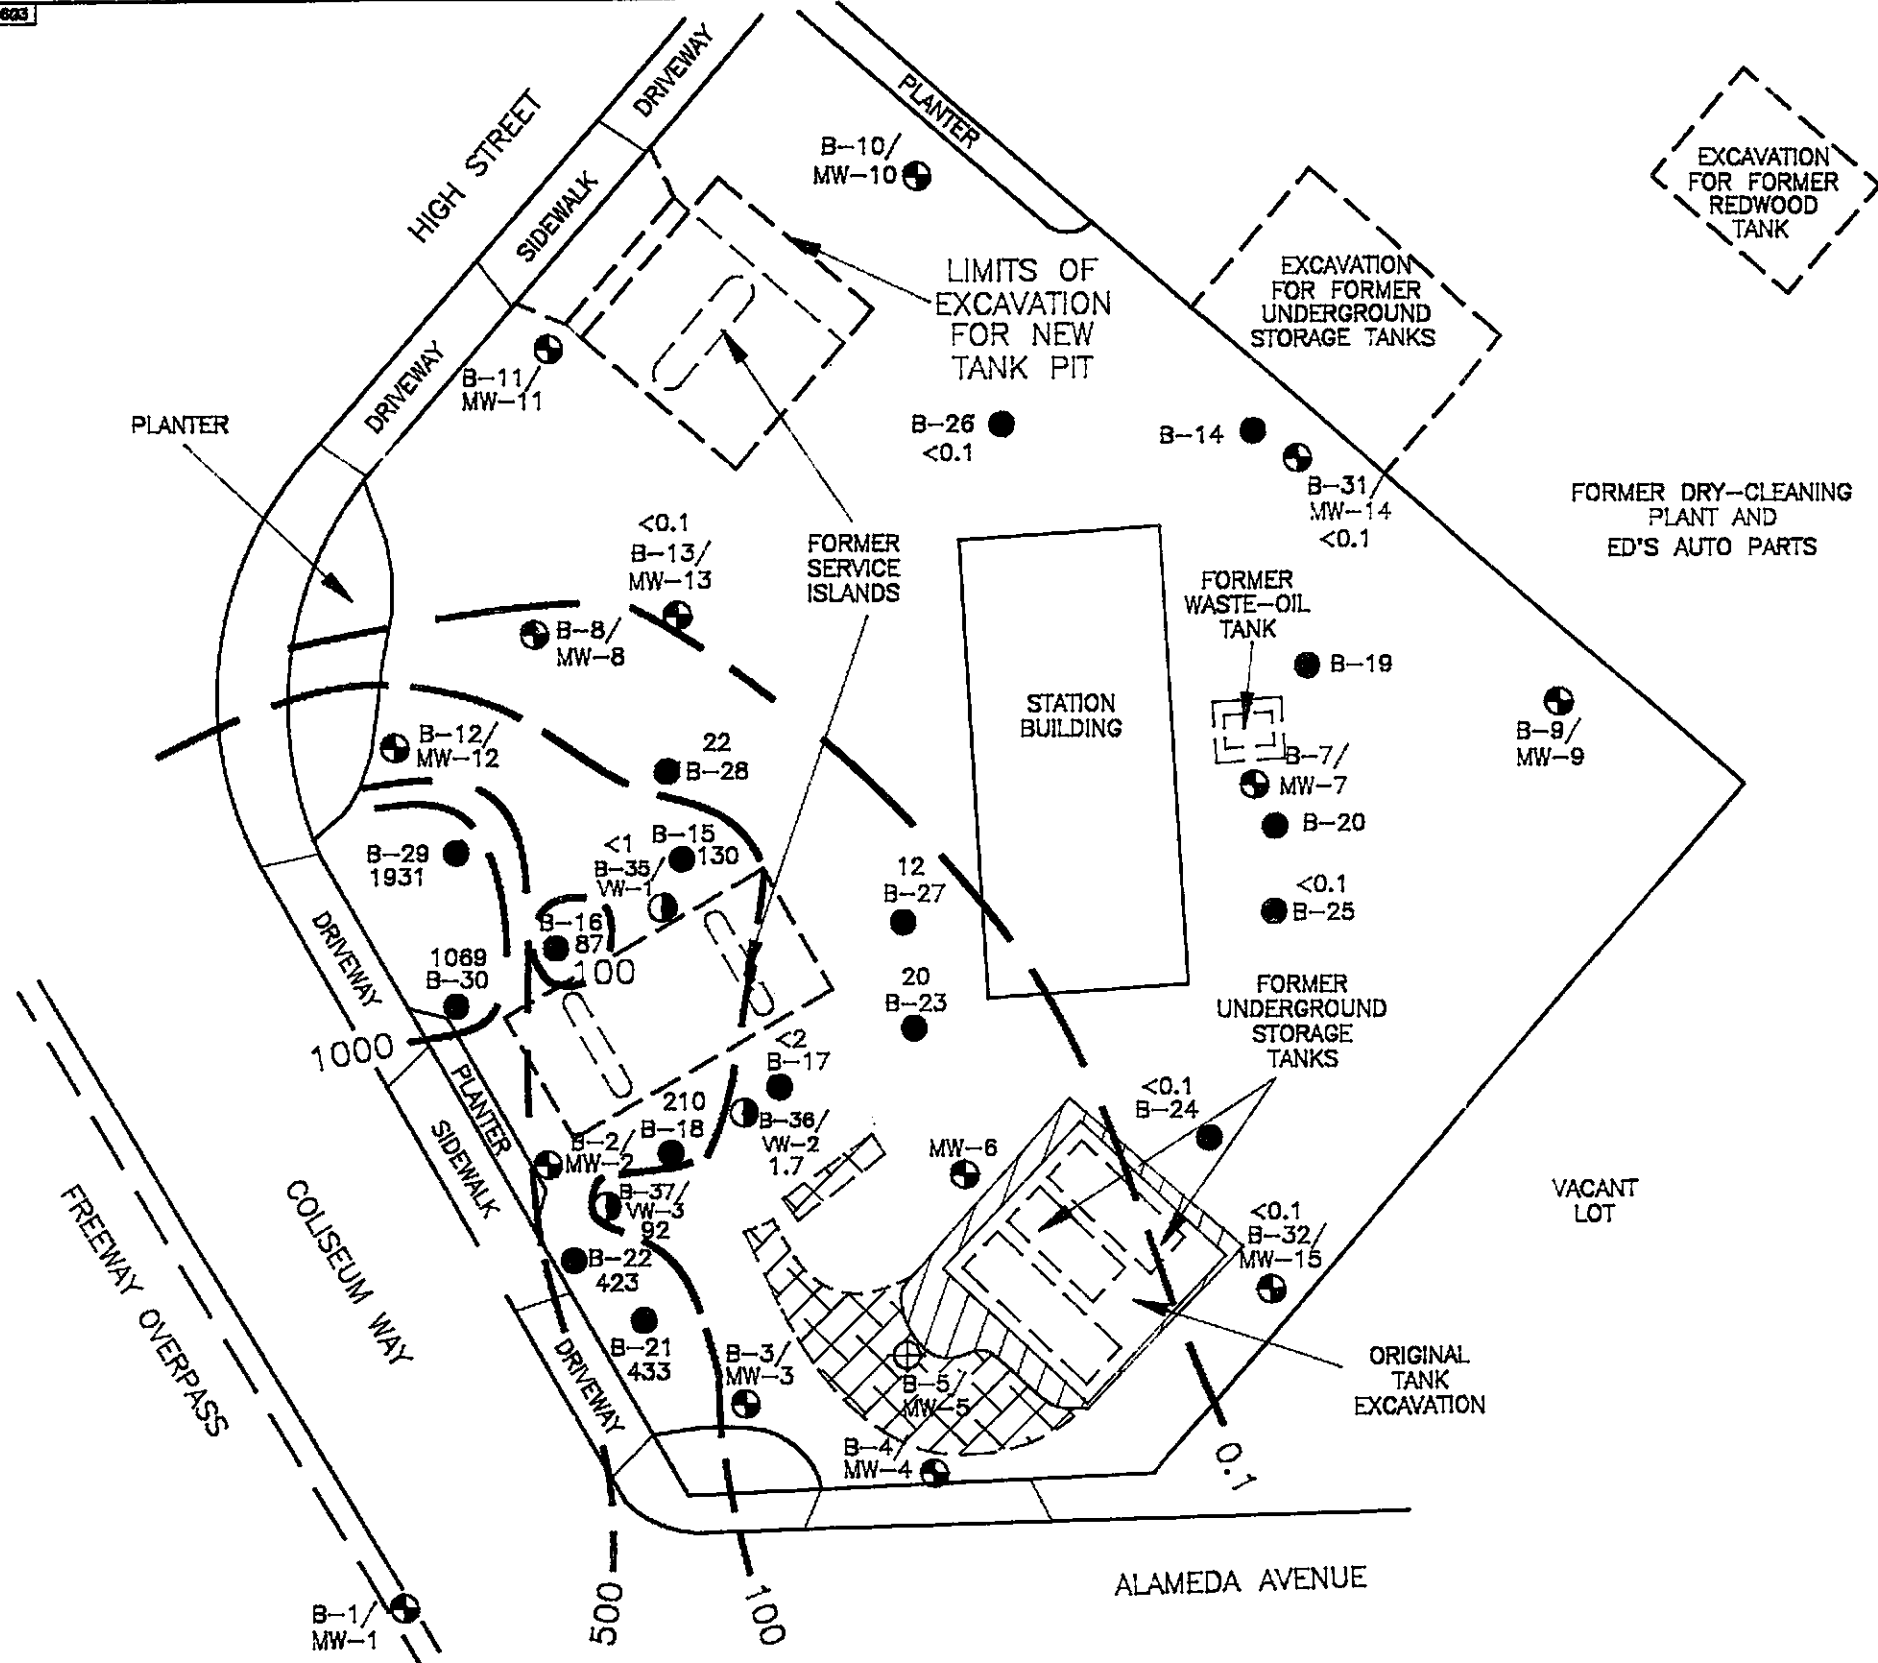 603
DRIVEWAY
HIGH STREET
SIDEWALK
DRIVEWAY
PLANTER
B-10/
MW-10
EXCAVATION
FOR FORMER
REDWOOD
TANK
EXCAVATION
FOR FORMER
UNDERGROUND
STORAGE TANKS
LIMITS OF
EXCAVATION
FOR NEW
TANK PIT
B-11/
MW-11
PLANTER
B-26
<0.1
B-14
B-31/
MW-14
<0.1
FORMER DRY-CLEANING
PLANT AND
ED'S AUTO PARTS
<0.1
B-13/
MW-13
FORMER
SERVICE
ISLANDS
FORMER
WASTE-OIL
TANK
B-8/
MW-8
B-19
STATION
BUILDING
B-9/
MW-9
B-12/
MW-12
22
B-28
B-7/
MW-7
B-20
B-29
1931
<1
B-35/
VW-1
B-15
130
12
B-27
<0.1
B-25
B-16
87
100
DRIVEWAY
1069
B-30
20
B-23
FORMER
UNDERGROUND
STORAGE
TANKS
1000
PLANTER
SIDEWALK
<2
B-17
210
B-18
B-36/
VW-2
1.7
<0.1
B-24
MW-6
B-2/
MW-2
B-37/
VW-3
92
B-22
423
<0.1
B-32/
MW-15
VACANT
LOT
COLISEUM WAY
FREEWAY OVERPASS
B-21
433
DRIVEWAY
B-3/
MW-3
B-5/
MW-5
ORIGINAL
TANK
EXCAVATION
B-4/
MW-4
0.1
500
100
ALAMEDA AVENUE
B-1/
MW-1